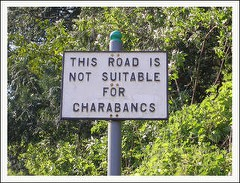 THIS ROAD IS
NOT SUITABLE
FOR
CHARABANCS